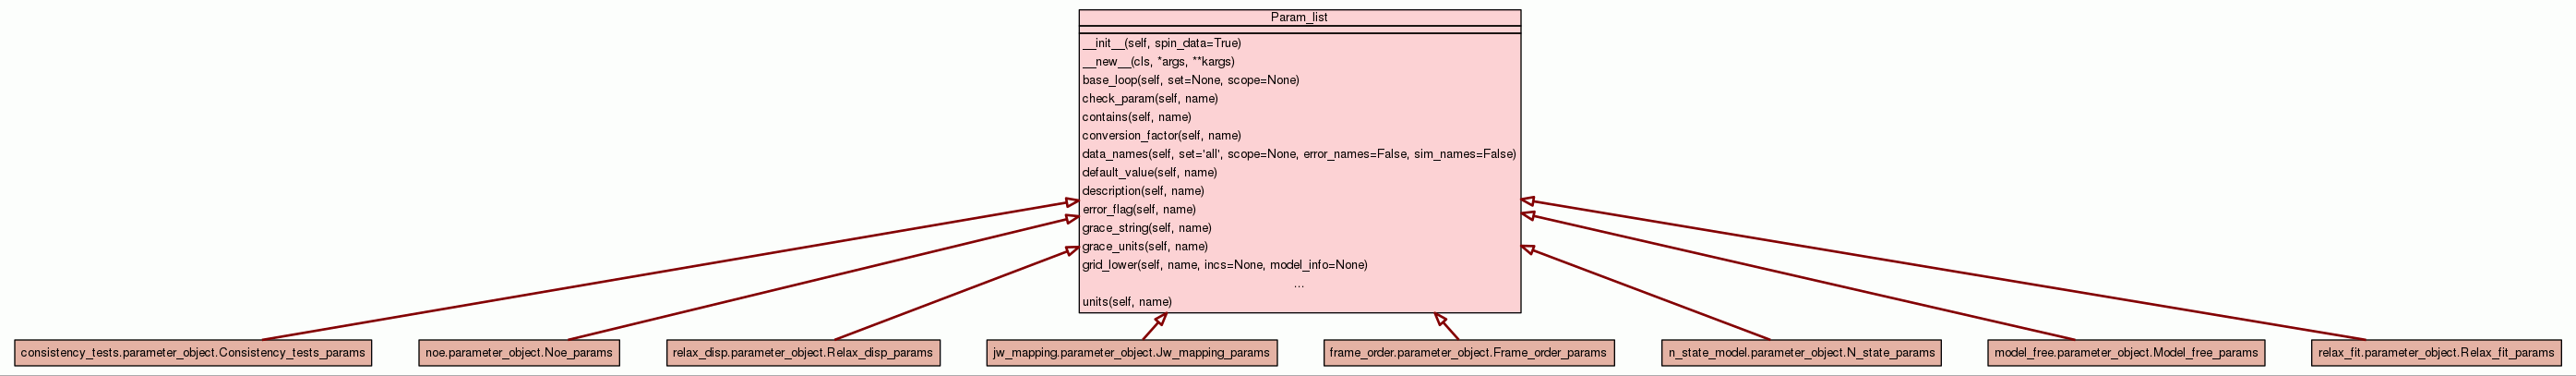 Param_list
__init__(self, spin_data=True)
__new__(cls, *args, **kargs)
base_loop(self, set=None, scope=None)
check_param(self, name)
contains(self, name)
conversion_factor(self, name)
data_names(self, set='all', scope=None, error_names=False, sim_names=False)
default_value(self, name)
description(self, name)
error_flag(self, name)
grace_string(self, name)
grace_units(self, name)
grid_lower(self, name, incs=None, model_info=None)
...
units(self, name)
consistency_tests.parameter_object.Consistency_tests_params
noe.parameter_object.Noe_params
relax_disp.parameter_object.Relax_disp_params
jw_mapping.parameter_object.Jw_mapping_params
frame_order.parameter_object.Frame_order_params
n_state_model.parameter_object.N_state_params
model_free.parameter_object.Model_free_params
relax_fit.parameter_object.Relax_fit_params